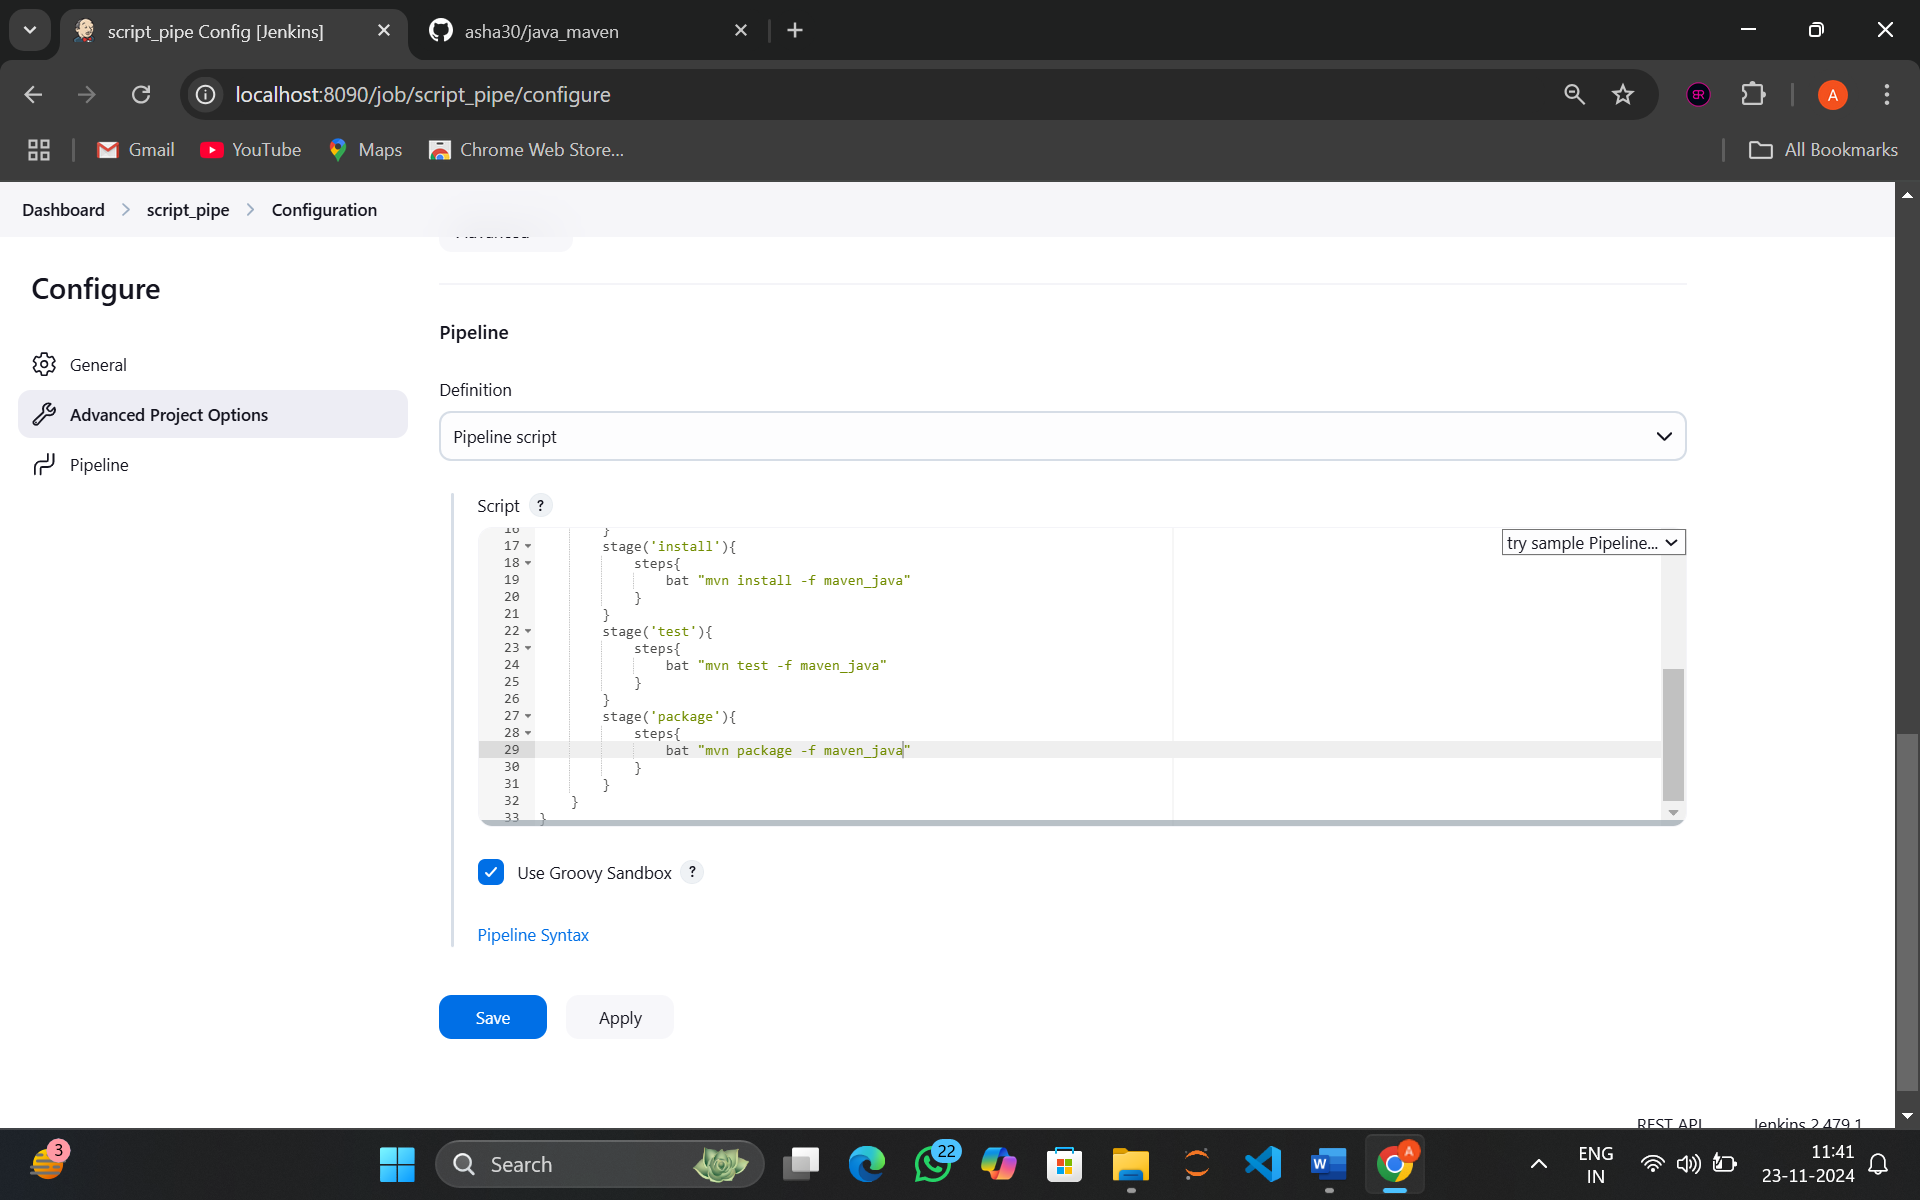 script_pipe Config [Jenkins]
asha30/java_maven
localhost:8090/job/script_pipe/configure
A
Gmail
YouTube
Maps
Chrome Web Store...
All Bookmarks
Dashboard
script_pipe
Configuration
Advanced
Configure
General
Advanced Project Options
Pipeline
Pipeline
Definition
Pipeline script
Script ?
try sample Pipeline...
16 }
17 stage('install'){
18 steps{
19 bat "mvn install -f maven_java"
20 }
21 }
22 stage('test'){
23 steps{
24 bat "mvn test -f maven_java"
25 }
26 }
27 stage('package'){
28 steps{
29 bat "mvn package -f maven_java"
30 }
31 }
32 }
33 }
Use Groovy Sandbox ?
Pipeline Syntax
Save
Apply
REST API
Jenkins 2.479.1
3
Search
22
W
A
ENG
IN
11:41
23-11-2024